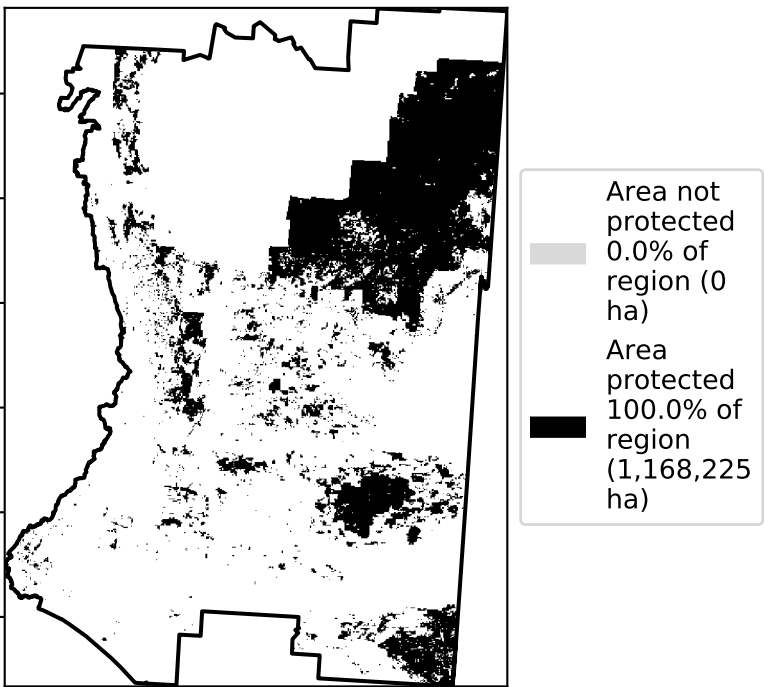 Area not
protected
0.0% of
region (0
ha)
Area
protected
100.0% of
region
(1,168,225
ha)